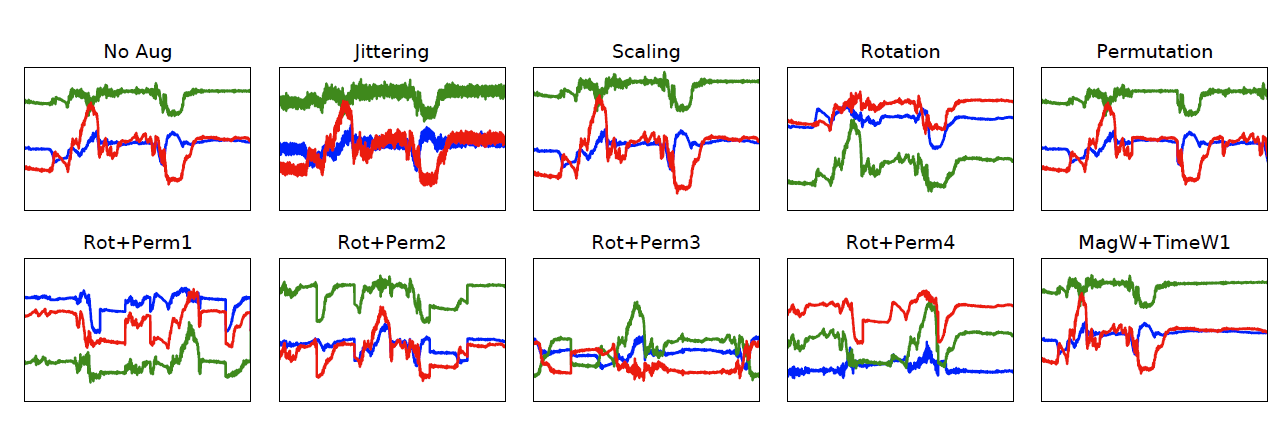 No Aug
Jittering
Scaling
Rotation
Permutation
Rot+Perm1
Rot+Perm2
Rot+Perm3
Rot+Perm4
MagW+TimeW1